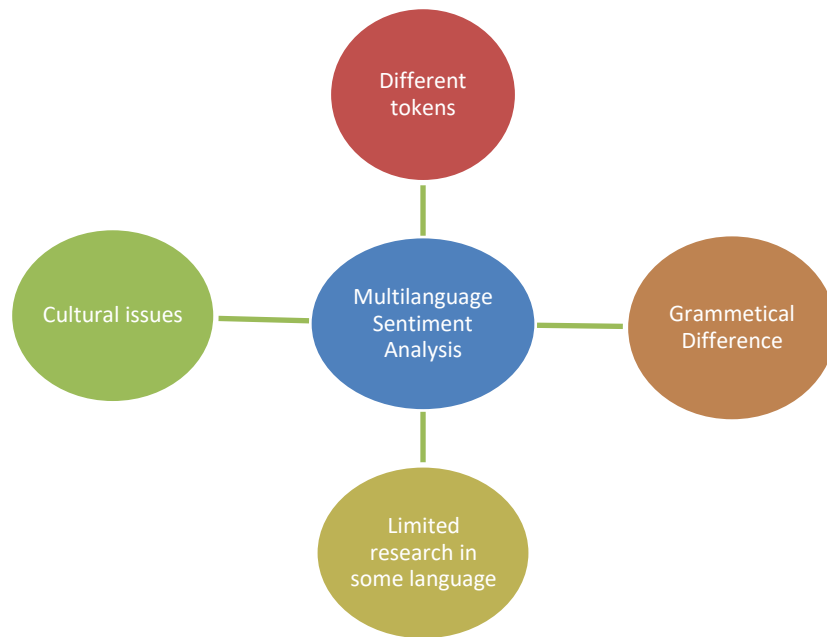 Different
tokens
Cultural issues
Multilanguage
Sentiment
Analysis
Grammetical
Difference
Limited
research in
some language